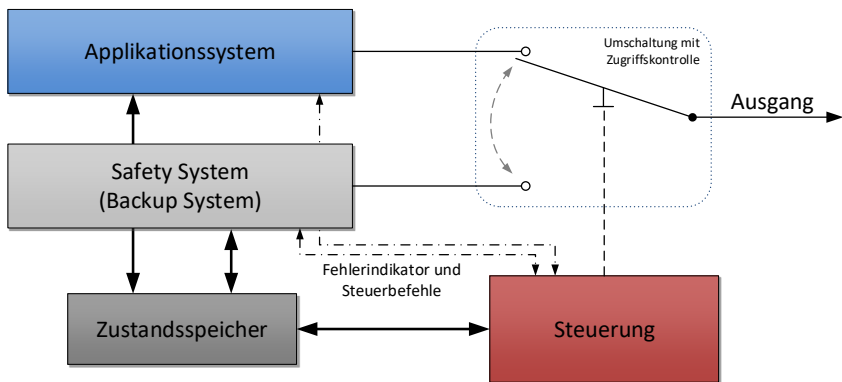 Applikationssystem
Umschaltung mit
Zugriffskontrolle
Ausgang
Safety System
(Backup System)
Fehlerindikator und
Steuerbefehle
Zustandsspeicher
Steuerung